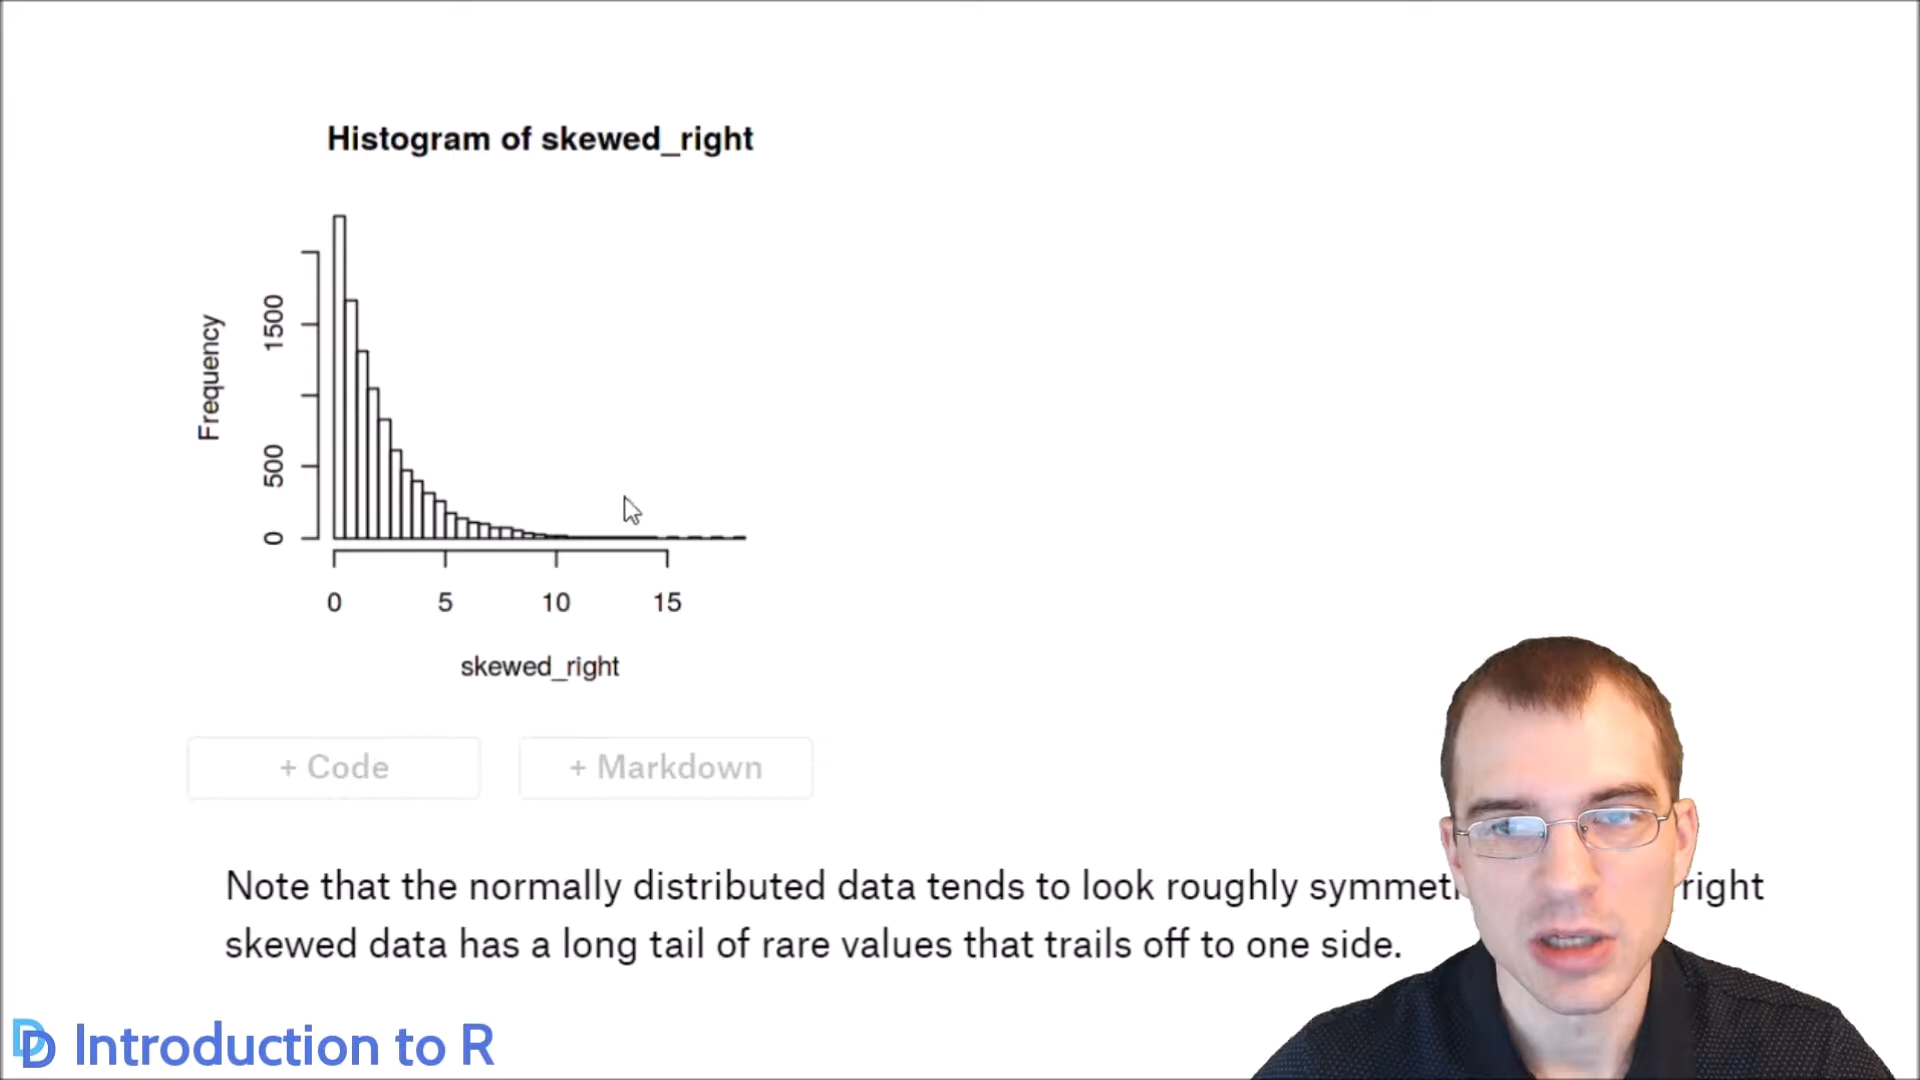 Histogram of skewed_right
Frequency
1500
500
0
0 5 10 15
skewed_right
+ Code + Markdown
Note that the normally distributed data tends to look roughly right
skewed data has a long tail of rare values that trails off to one side.
D Introduction to R